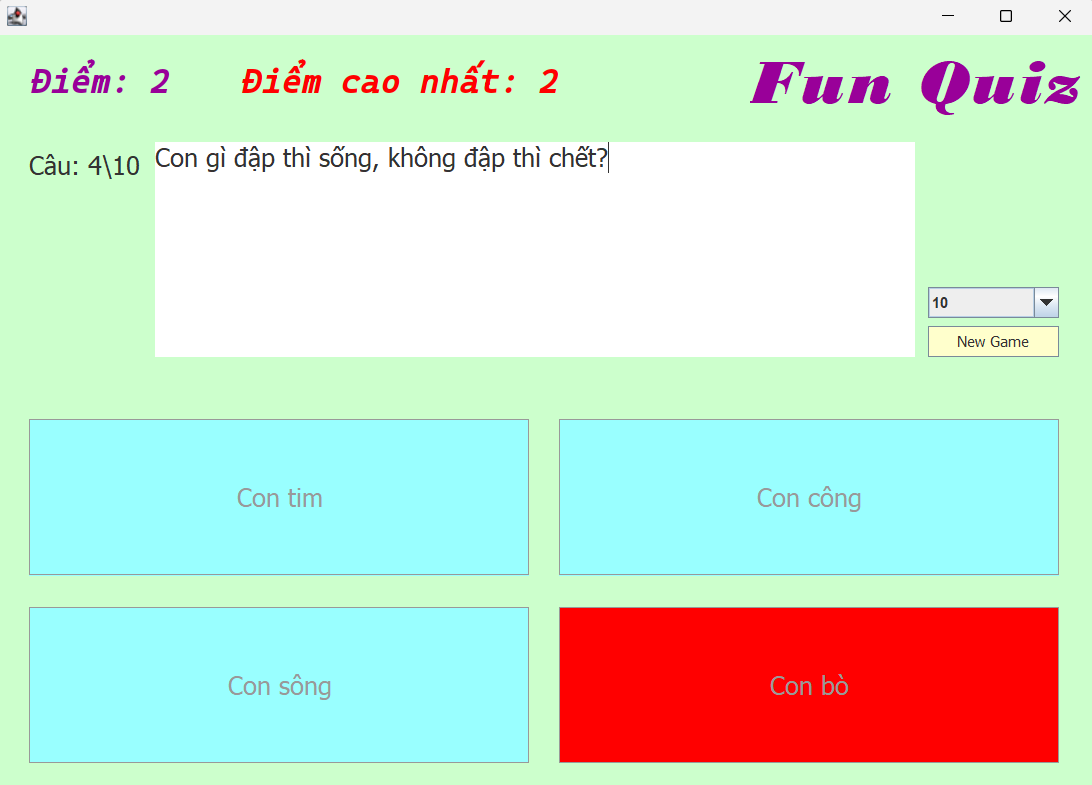 Điểm: 2 Điểm cao nhất: 2 Fun Quiz
Câu: 4\10 Con gì đập thì sống, không đập thì chết?
10
New Game
Con tim Con công
Con sông Con bò